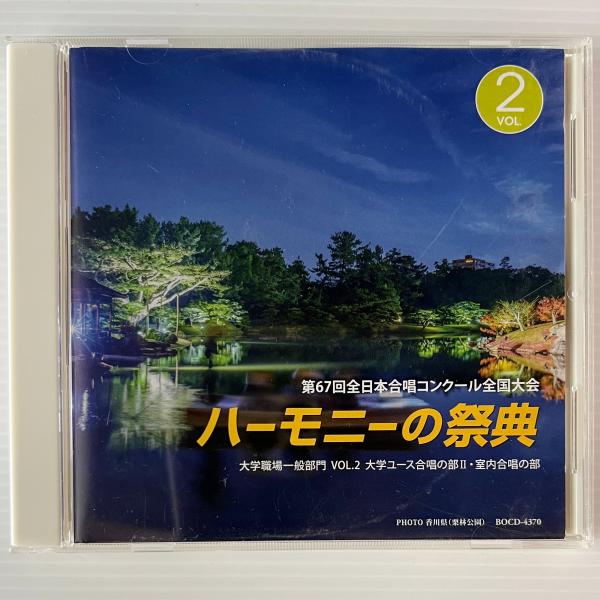 2
VOL.
第67回全日本合唱コンクール全国大会
ハーモニーの祭典
大学職場一般部門 VOL.2 大学ユース合唱の部II・室内合唱の部
PHOTO 香川県(栗林公園) BOCD-4370